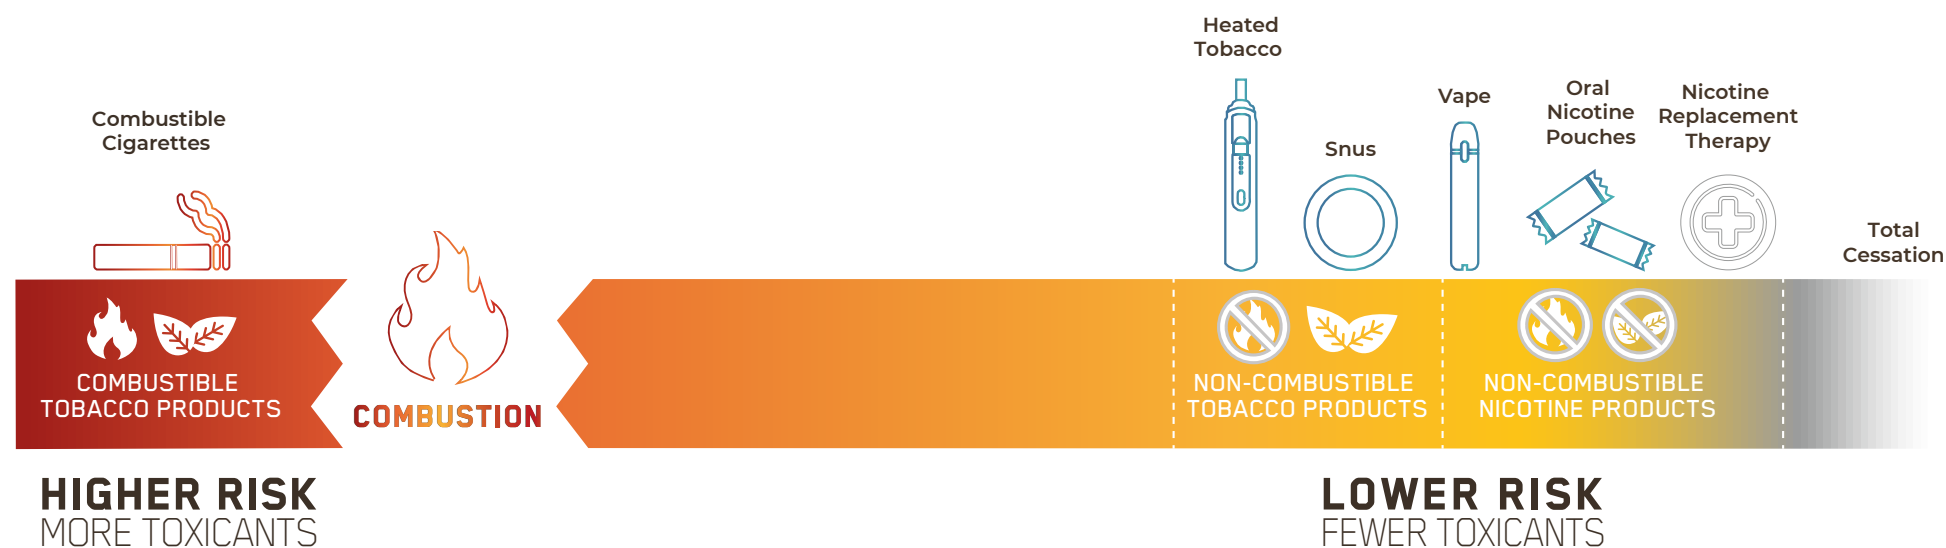 Combustible
Cigarettes
Heated
Tobacco
Snus
Vape
Oral
Nicotine
Pouches
Nicotine
Replacement
Therapy
Total
Cessation
COMBUSTIBLE
TOBACCO PRODUCTS
COMBUSTION
NON-COMBUSTIBLE
TOBACCO PRODUCTS
NON-COMBUSTIBLE
NICOTINE PRODUCTS
HIGHER RISK
MORE TOXICANTS
LOWER RISK
FEWER TOXICANTS